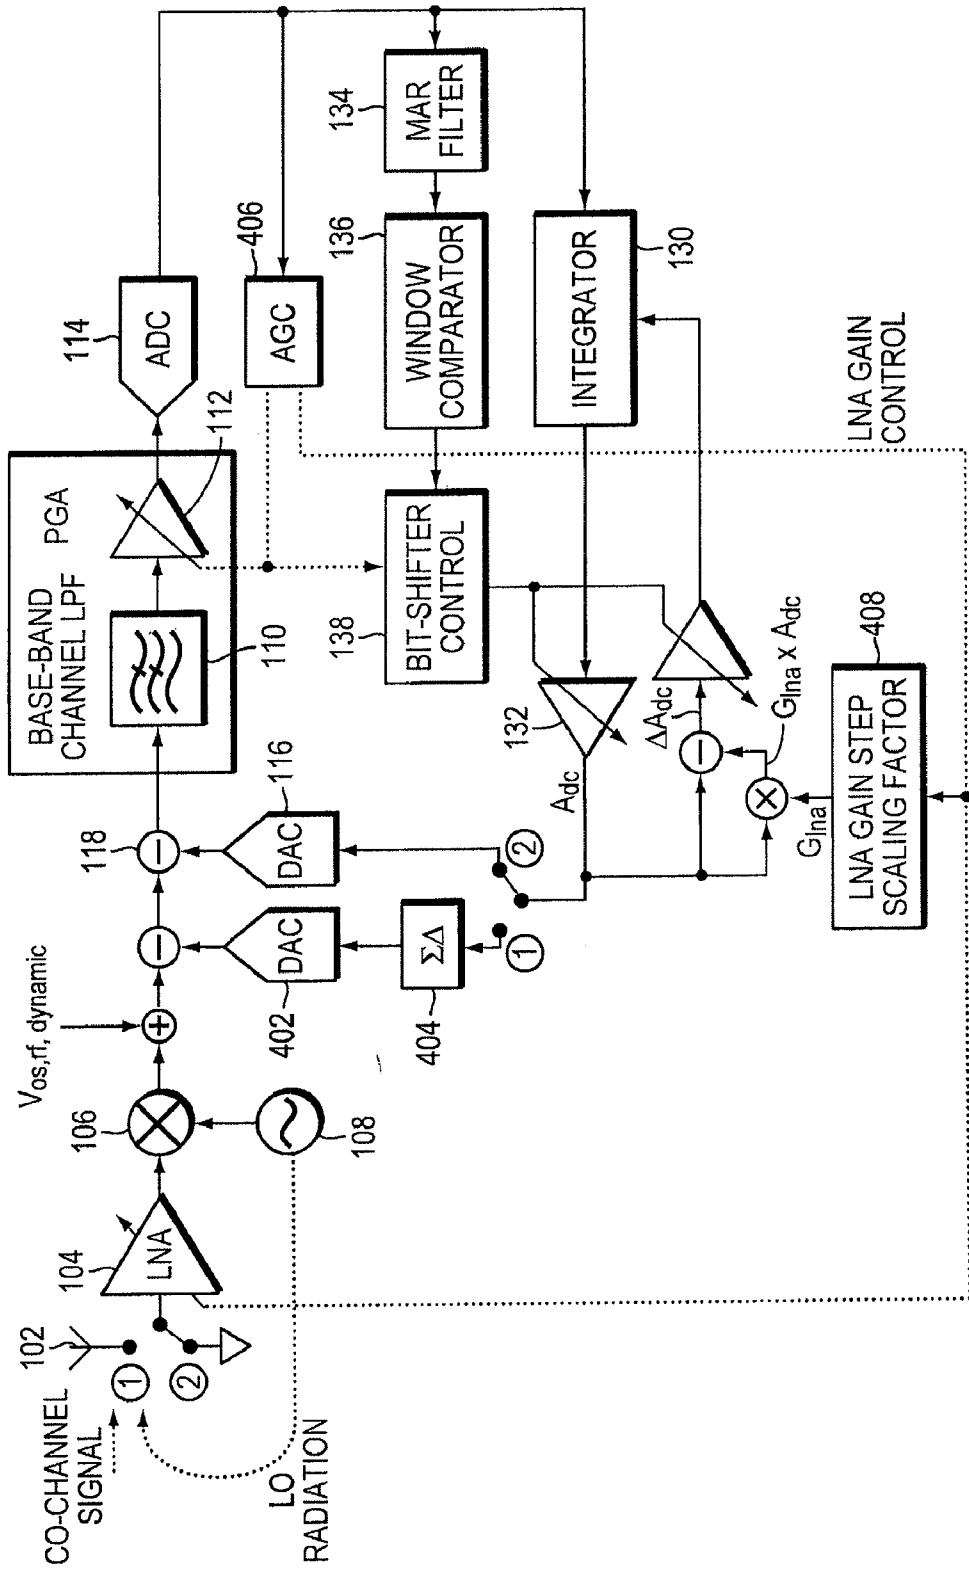 CO-CHANNEL
SIGNAL
102
1
2
LO
RADIATION
104
LNA
106
108
Vos,rf, dynamic
+
−
118
−
402
DAC
116
DAC
404
ΣΔ
1
2
BASE-BAND
CHANNEL LPF
PGA
110
112
114
ADC
406
AGC
134
MAR
FILTER
136
WINDOW
COMPARATOR
138
BIT-SHIFTER
CONTROL
INTEGRATOR
130
132
Adc
ΔAdc
−
Glna x Adc
×
Glna
LNA GAIN STEP
SCALING FACTOR
408
LNA GAIN
CONTROL